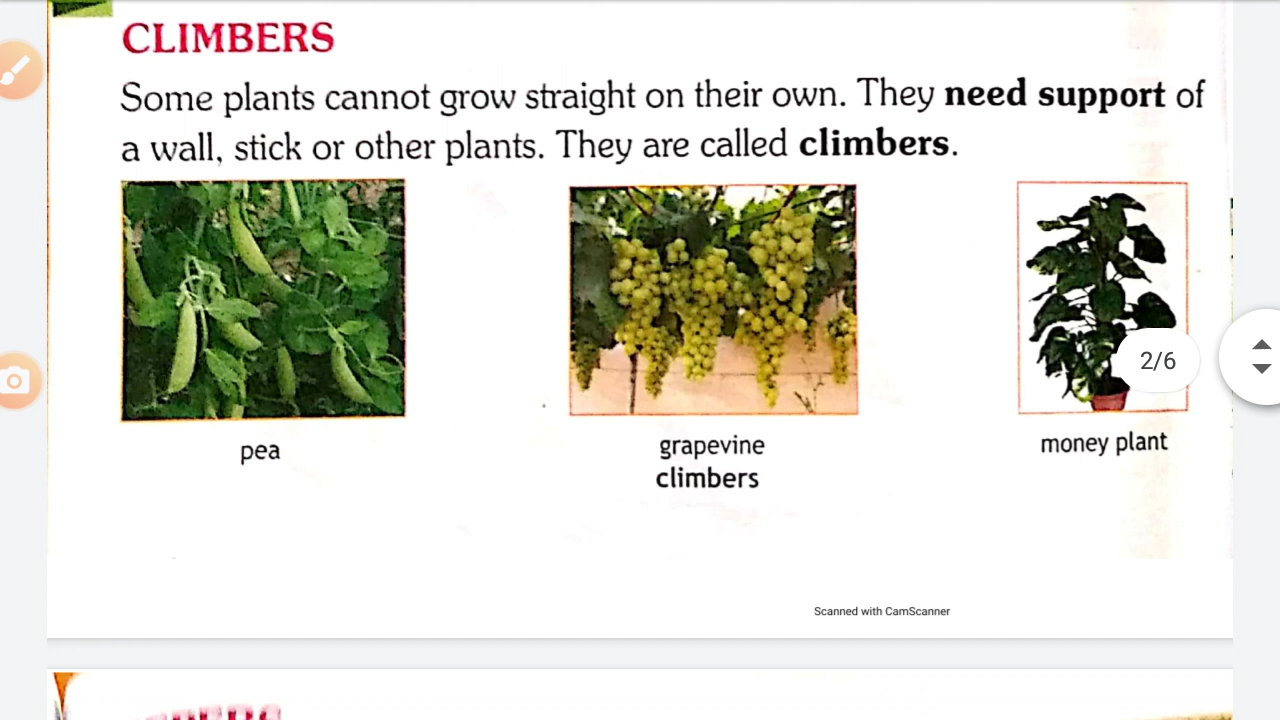 CLIMBERS
Some plants cannot grow straight on their own. They need support of
a wall, stick or other plants. They are called climbers.
2/6
pea
grapevine
money plant
climbers
Scanned with CamScanner